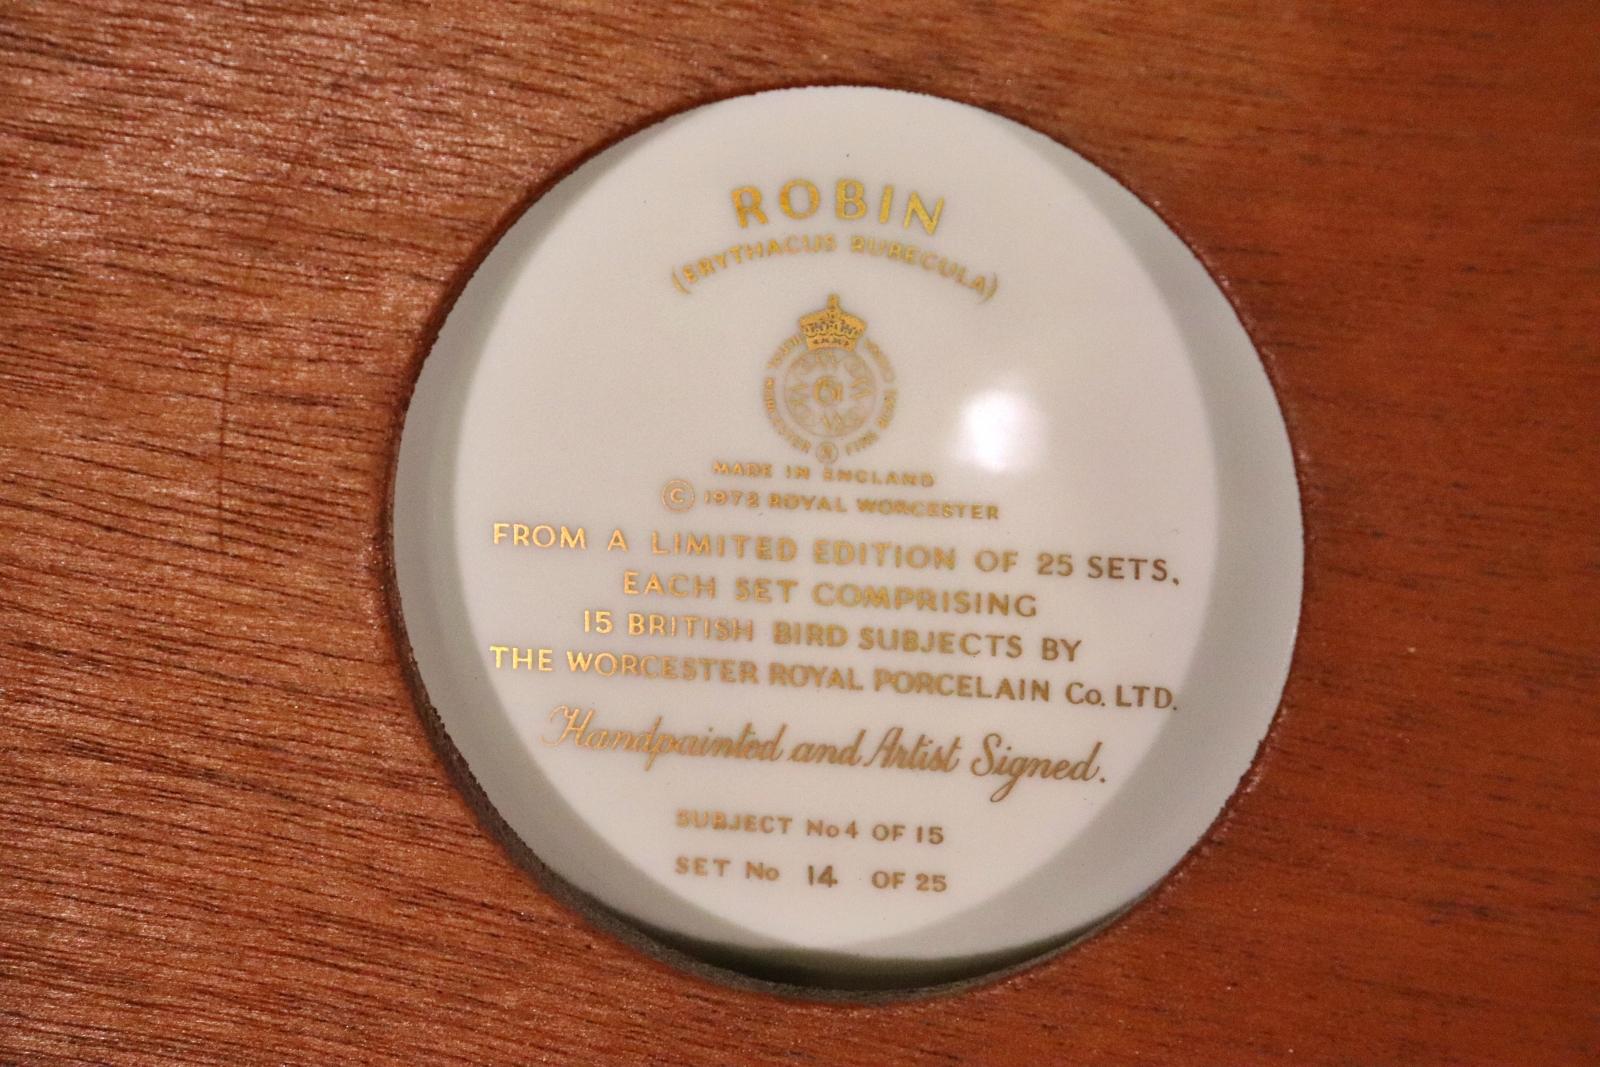 ROBIN
(ERYTHACUS RUBECULA)
MADE IN ENGLAND
© 1972 ROYAL WORCESTER
FROM A LIMITED EDITION OF 25 SETS,
EACH SET COMPRISING
15 BRITISH BIRD SUBJECTS BY
THE WORCESTER ROYAL PORCELAIN Co. LTD.
Handpainted and Artist Signed.
SUBJECT No 4 OF 15
SET No 14 OF 25